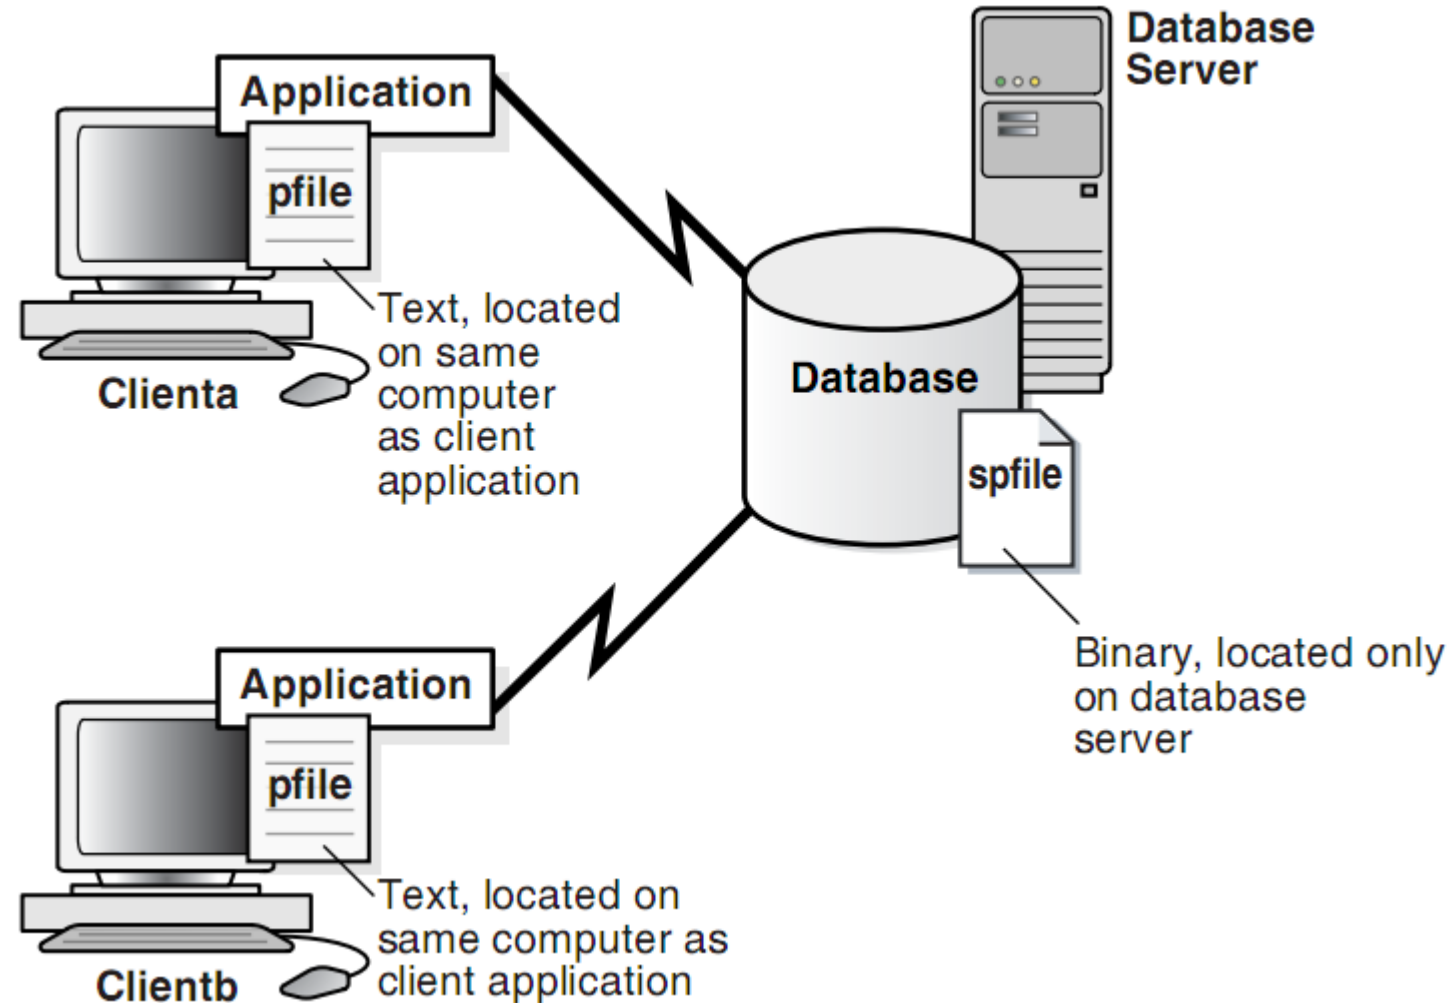 Database
Server
Application
pfile
Text, located
on same
computer
as client
application
Clienta
Database
spfile
Binary, located only
on database
server
Application
pfile
Text, located on
same computer as
client application
Clientb